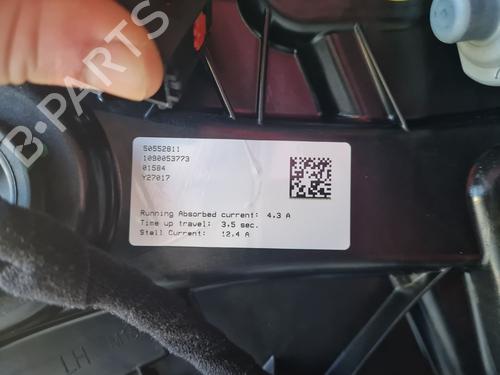 50552811
1090053773
01584
Y27017
Running Absorbed current: 4.3 A
Time up travel: 3.5 sec.
Stall Current: 12.4 A
LH
B-PARTS